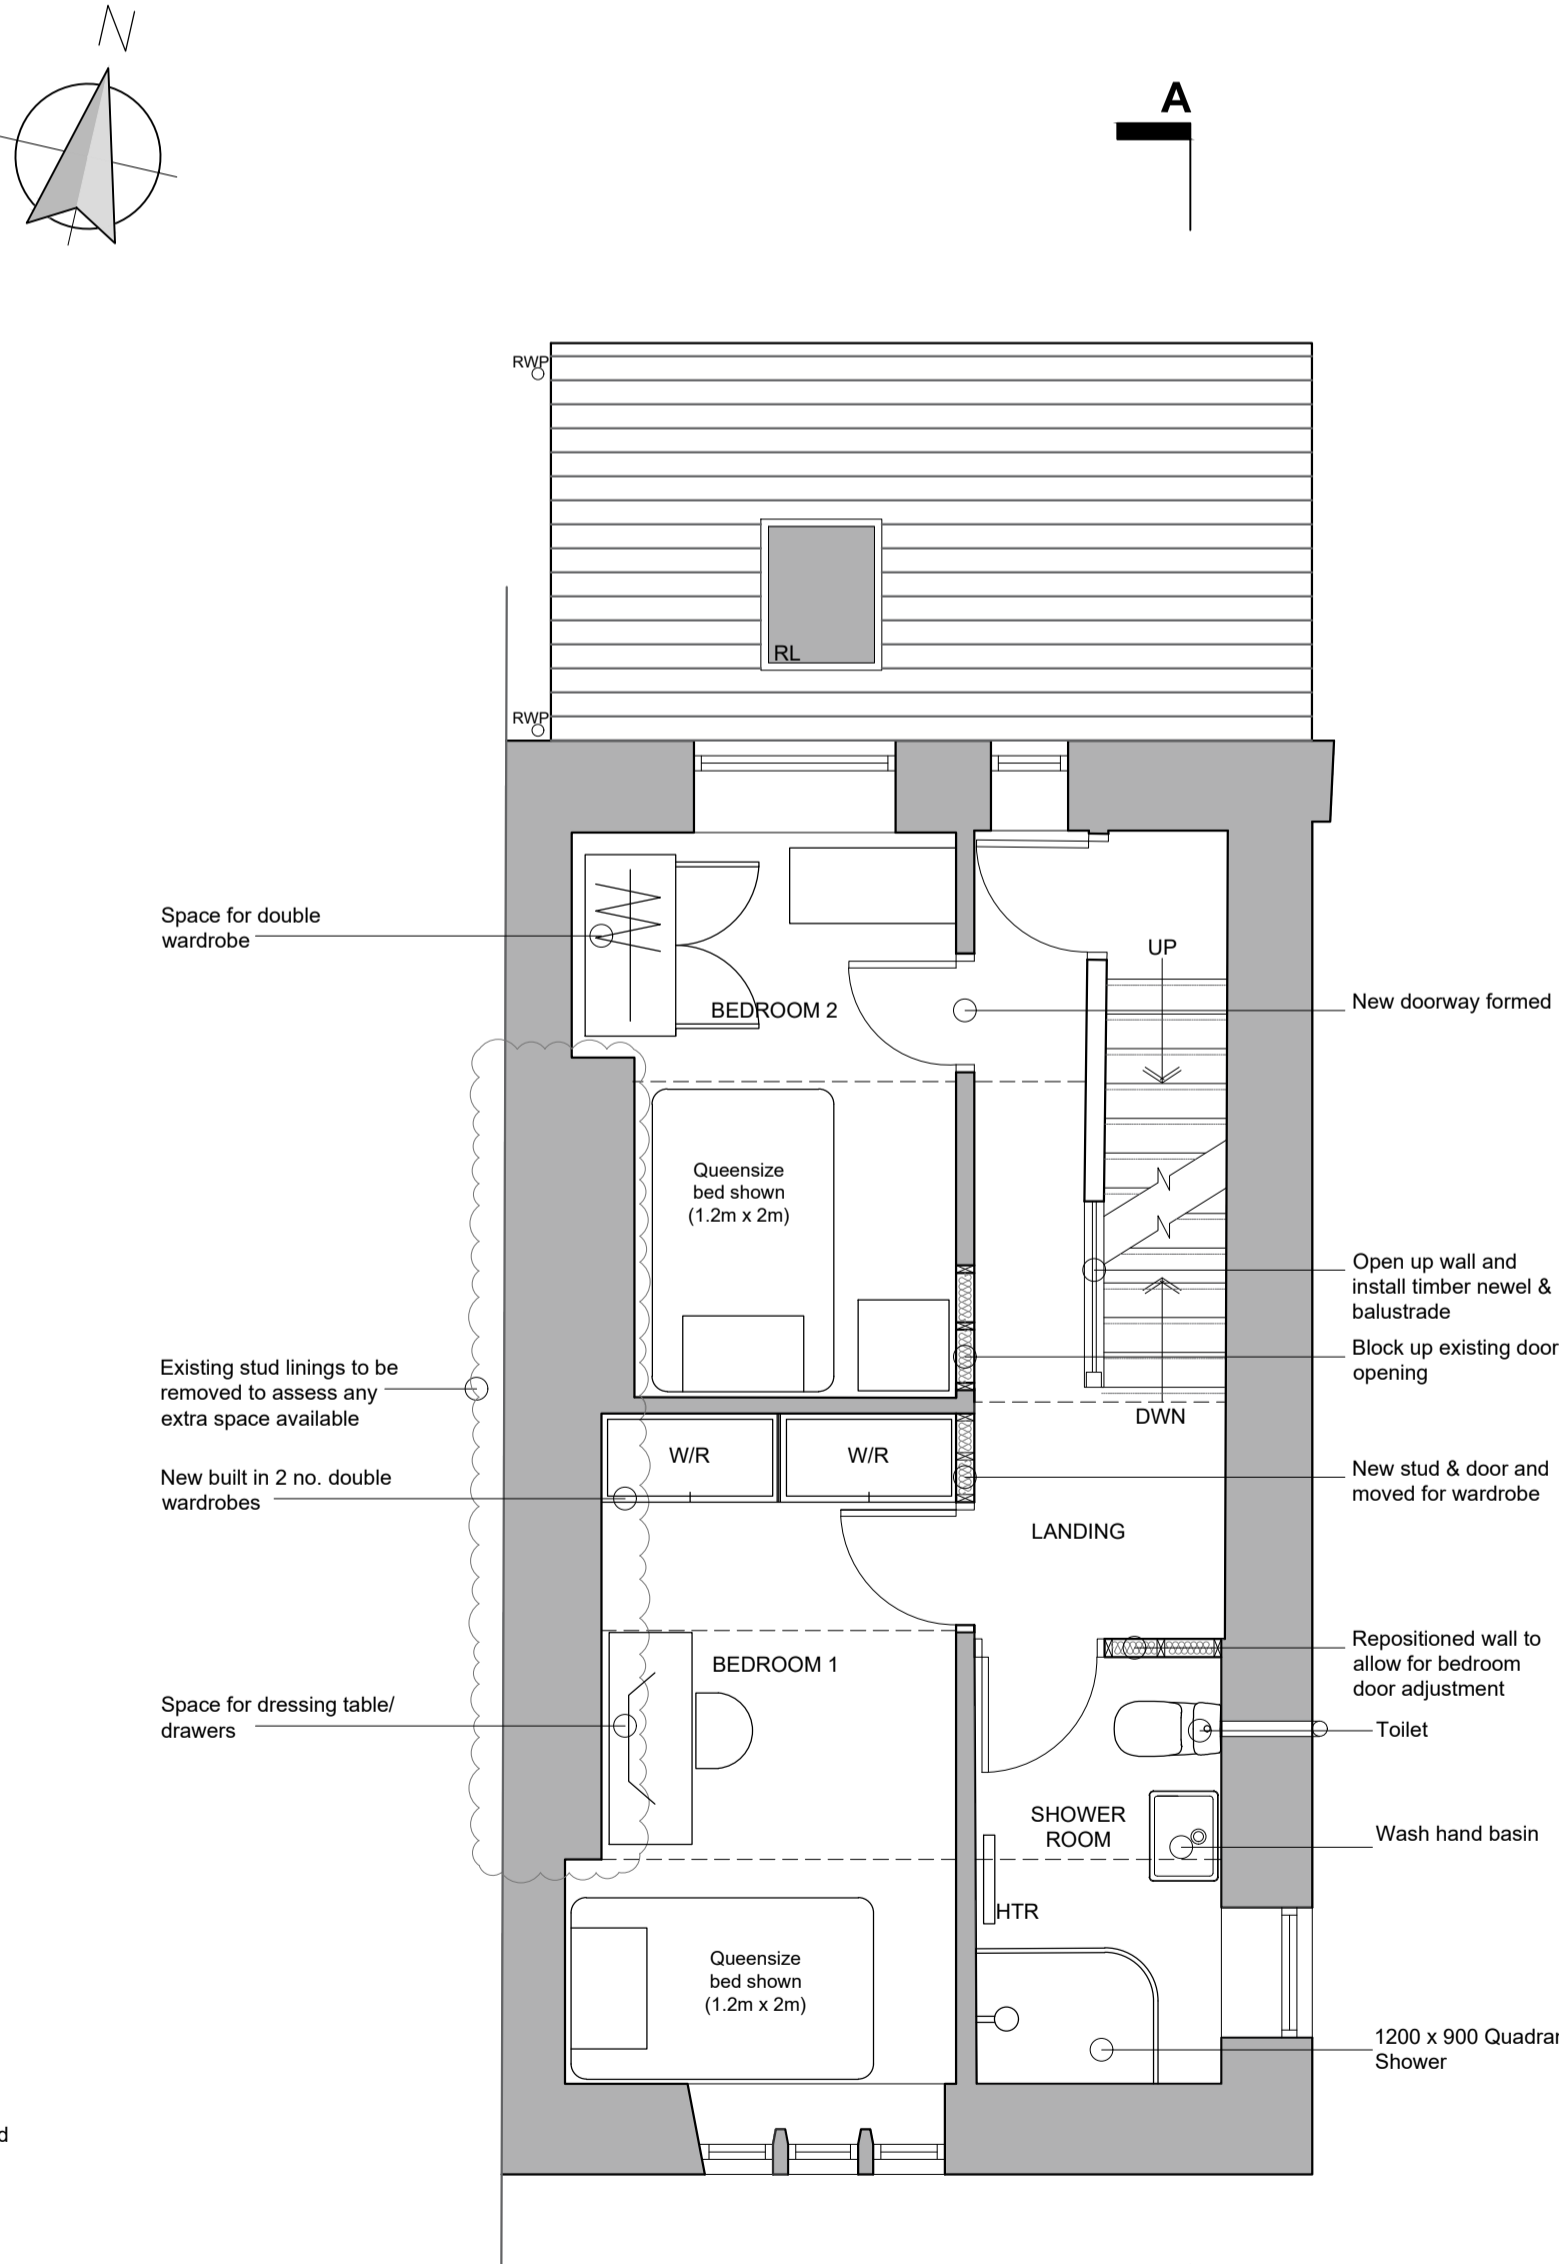 N
A
RWP
RL
RWP
Space for double
wardrobe
UP
BEDROOM 2
New doorway formed
Queensize
bed shown
(1.2m x 2m)
Open up wall and
install timber newel &
balustrade
Block up existing door
opening
Existing stud linings to be
removed to assess any
extra space available
DWN
W/R
W/R
New built in 2 no. double
wardrobes
New stud & door and
moved for wardrobe
LANDING
Repositioned wall to
allow for bedroom
door adjustment
BEDROOM 1
Space for dressing table/
drawers
Toilet
SHOWER
ROOM
Wash hand basin
HTR
Queensize
bed shown
(1.2m x 2m)
1200 x 900
Shower